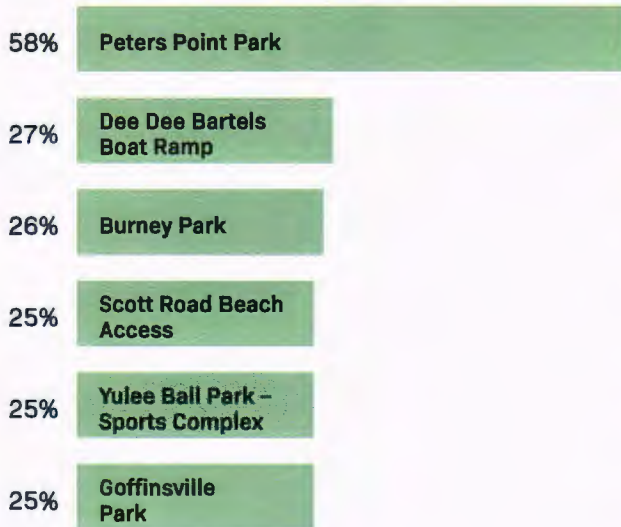 58% Peters Point Park
27% Dee Dee Bartels
Boat Ramp
26% Burney Park
25% Scott Road Beach
Access
25% Yulee Ball Park –
Sports Complex
25% Goffinsville
Park